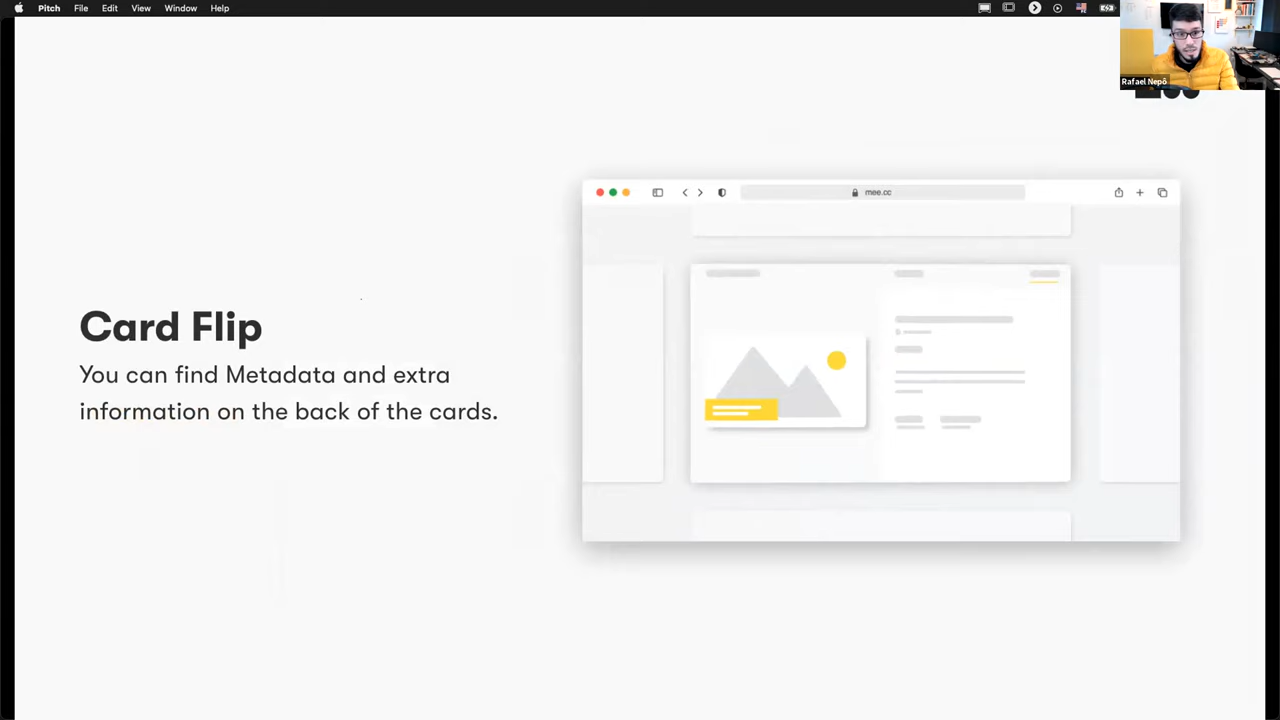 Pitch File Edit View Window Help
Rafael Nepô
mee.cc
Card Flip
You can find Metadata and extra
information on the back of the cards.